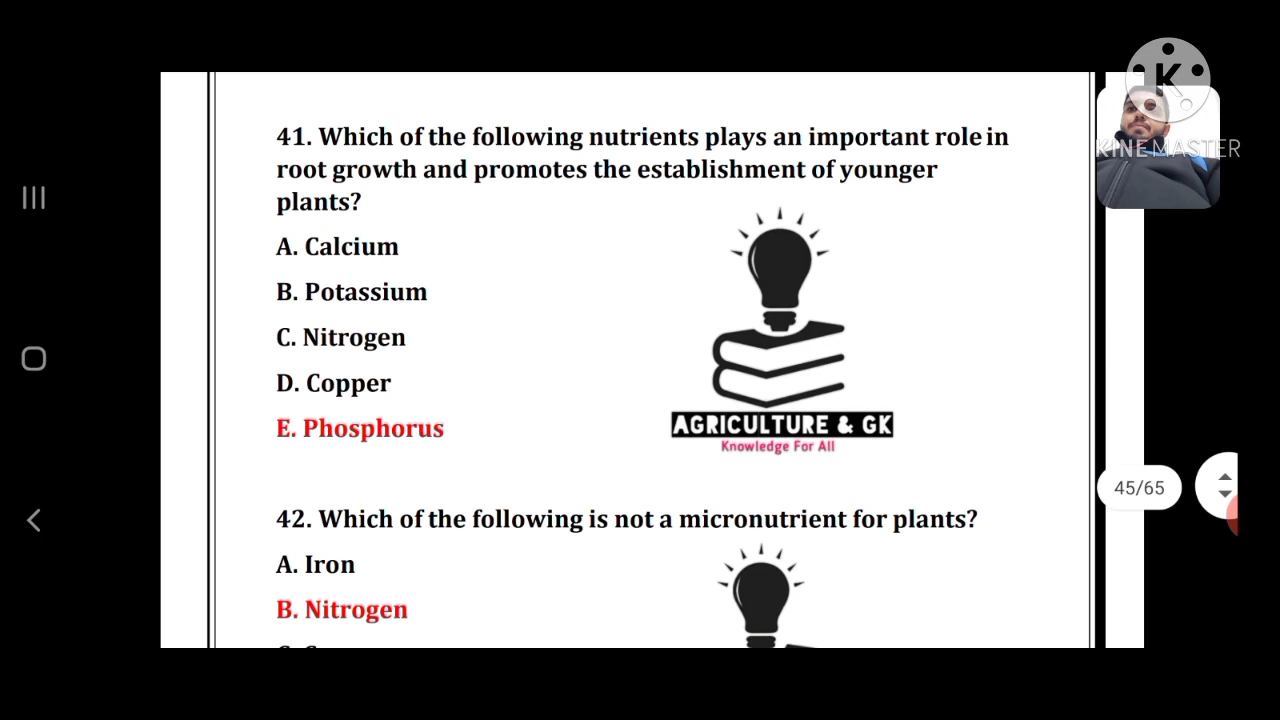 41. Which of the following nutrients plays an important role in
root growth and promotes the establishment of younger
plants?
A. Calcium
B. Potassium
C. Nitrogen
D. Copper
E. Phosphorus
AGRICULTURE & GK
Knowledge For All
42. Which of the following is not a micronutrient for plants?
A. Iron
B. Nitrogen
K
KINEMASTER
45/65